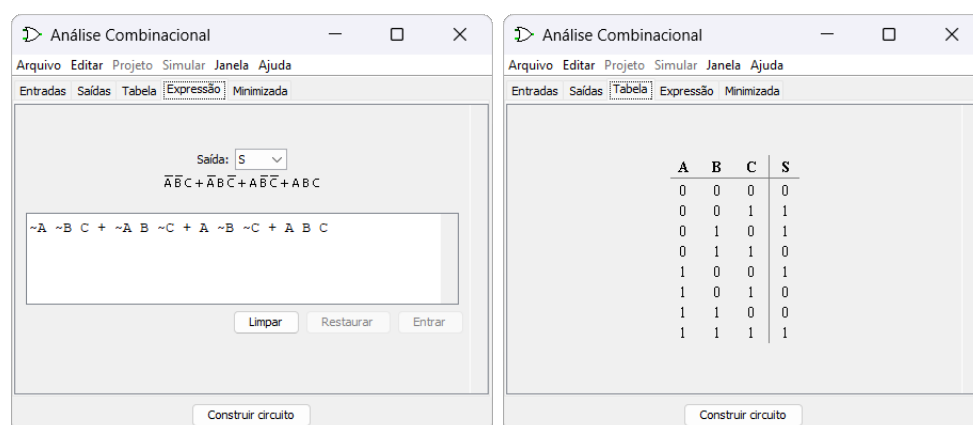 Análise Combinacional
Arquivo Editar Projeto Simular Janela Ajuda
Entradas Saídas Tabela Expressão Minimizada
Saída: S
A̅ B̅ C + A̅ B C̅ + A B̅ C̅ + A B C
~A ~B C + ~A B ~C + A ~B ~C + A B C
Limpar Restaurar Entrar
Construir circuito
Análise Combinacional
Arquivo Editar Projeto Simular Janela Ajuda
Entradas Saídas Tabela Expressão Minimizada
A B C S
0 0 0 0
0 0 1 1
0 1 0 1
0 1 1 0
1 0 0 1
1 0 1 0
1 1 0 0
1 1 1 1
Construir circuito